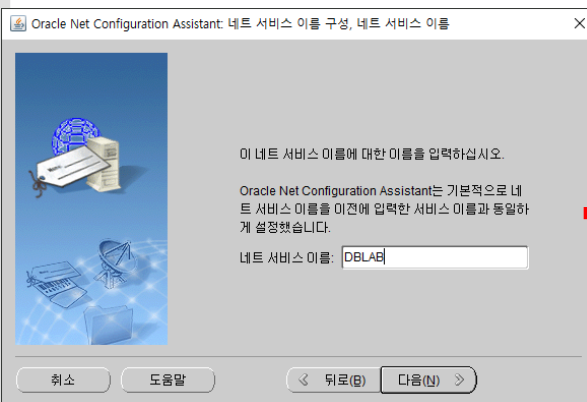 Oracle Net Configuration Assistant: 네트 서비스 이름 구성, 네트 서비스 이름
이 네트 서비스 이름에 대한 이름을 입력하십시오.
Oracle Net Configuration Assistant는 기본적으로 네
트 서비스 이름을 이전에 입력한 서비스 이름과 동일하
게 설정했습니다.
네트 서비스 이름: DBLAB
취소 도움말 뒤로(B) 다음(N)